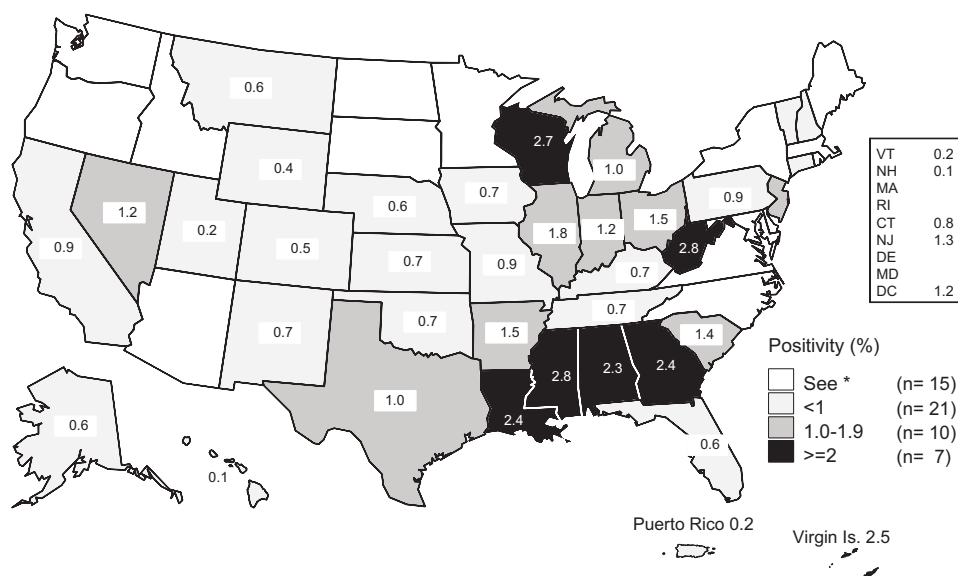 0.6
2.7
1.0
0.4
0.7
0.9
1.2
0.6
1.8
1.2
1.5
0.9
0.2
0.5
2.8
0.7
0.9
0.7
0.7
0.7
0.7
1.5
1.4
1.0
2.8
2.3
2.4
2.4
0.6
0.6
0.1
VT 0.2
NH 0.1
MA
RI
CT 0.8
NJ 1.3
DE
MD
DC 1.2
Positivity (%)
See * (n= 15)
<1 (n= 21)
1.0-1.9 (n= 10)
>=2 (n= 7)
Puerto Rico 0.2
Virgin Is. 2.5